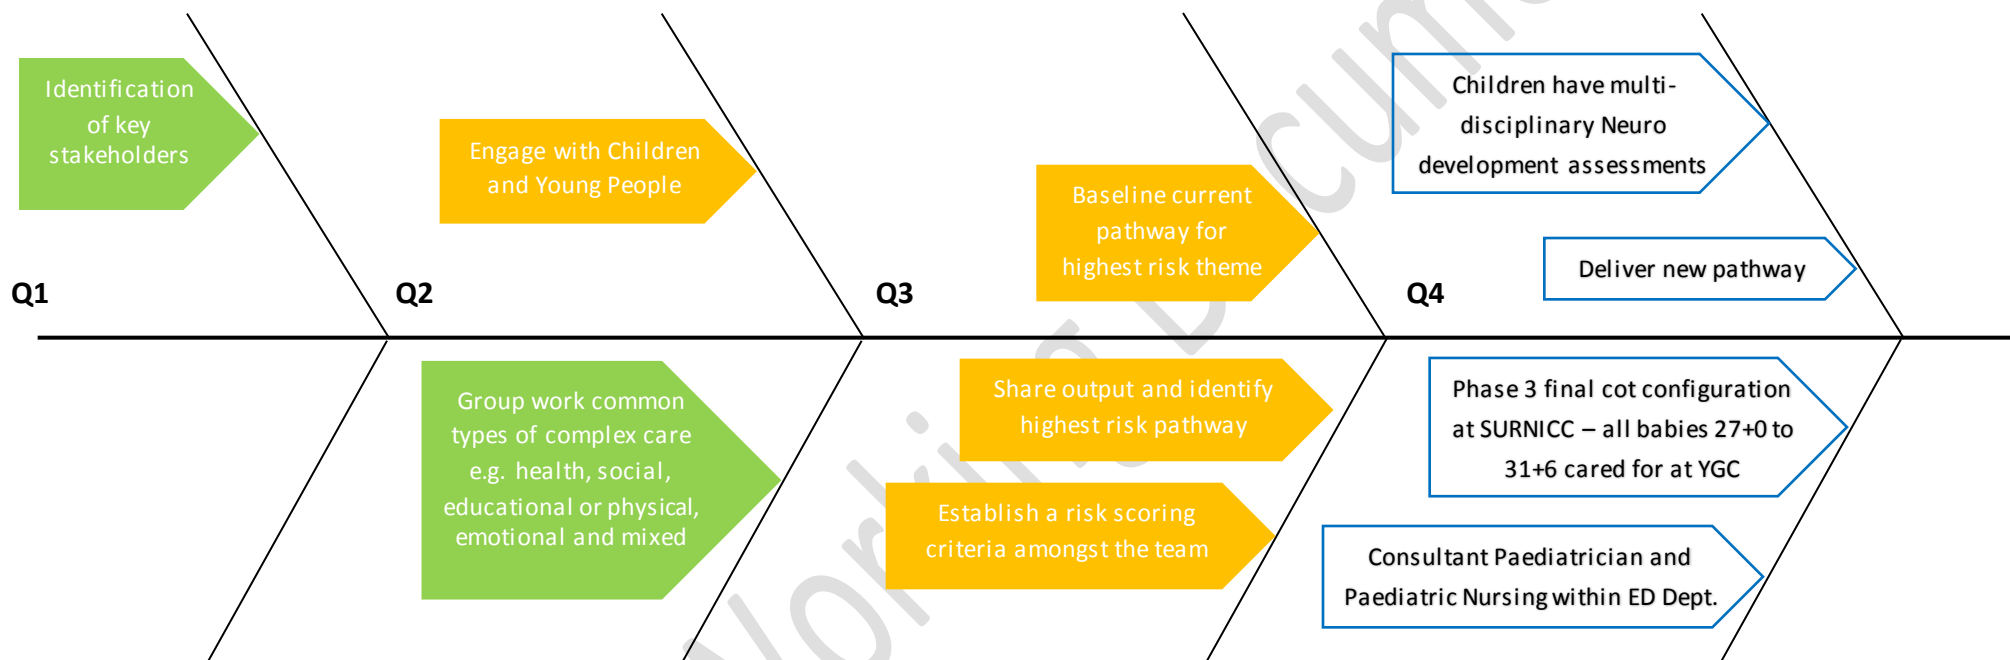 Identification
of key
stakeholders
Engage with Children
and Young People
Baseline current
pathway for
highest risk theme
Children have multi-
disciplinary Neuro
development assessments
Deliver new pathway
Q1
Q2
Q3
Q4
Group work common
types of complex care
e.g. health, social,
educational or physical,
emotional and mixed
Share output and identify
highest risk pathway
Establish a risk scoring
criteria amongst the team
Phase 3 final cot configuration
at SURNICC – all babies 27+0 to
31+6 cared for at YGC
Consultant Paediatrician and
Paediatric Nursing within ED Dept.